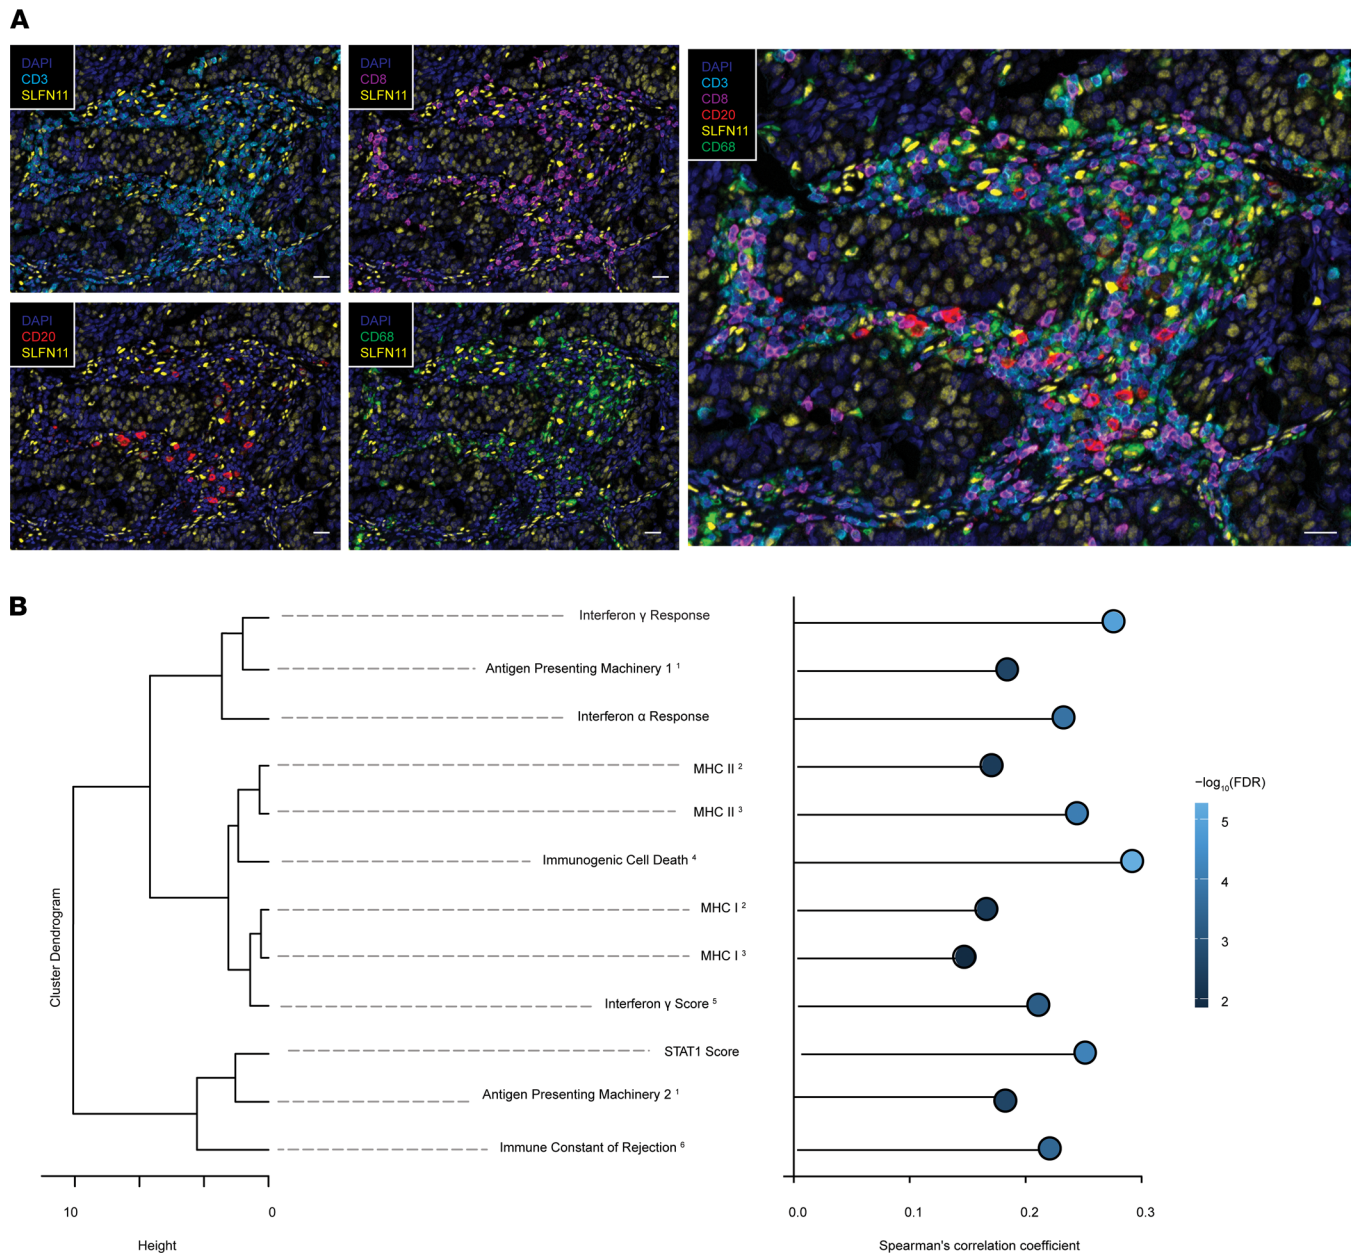 A
DAPI
CD3
SLFN11
DAPI
CD8
SLFN11
DAPI
CD3
CD8
CD20
SLFN11
CD68
DAPI
CD20
SLFN11
DAPI
CD68
SLFN11
B
Cluster Dendrogram
Interferon γ Response
Antigen Presenting Machinery 1 ¹
Interferon α Response
MHC II ²
MHC II ³
Immunogenic Cell Death ⁴
MHC I ²
MHC I ³
Interferon γ Score ⁵
STAT1 Score
Antigen Presenting Machinery 2 ¹
Immune Constant of Rejection ⁶
10 0
Height
0.0 0.1 0.2 0.3
Spearman's correlation coefficient
−log₁₀(FDR)
5
4
3
2